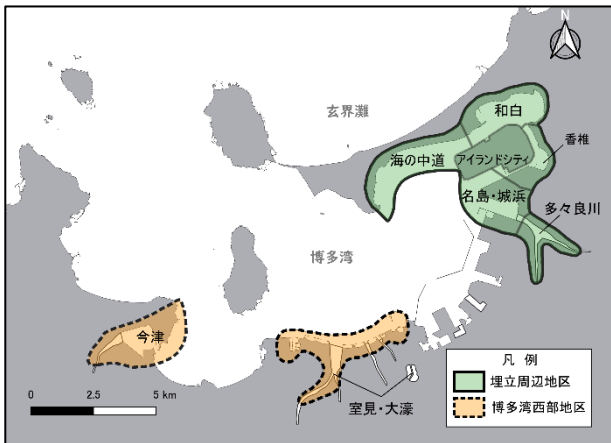 N
玄界灘
和白
海の中道
アイランドシティ
香椎
名島・城浜
多々良川
博多湾
今津
室見・大濠
0 2.5 5 km
凡 例
埋立周辺地区
博多湾西部地区